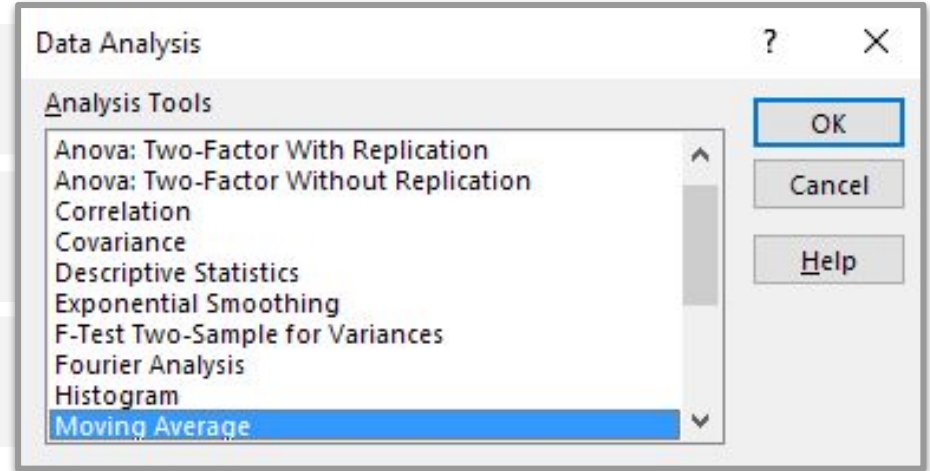 Data Analysis
?
Analysis Tools
Anova: Two-Factor With Replication
Anova: Two-Factor Without Replication
Correlation
Covariance
Descriptive Statistics
Exponential Smoothing
F-Test Two-Sample for Variances
Fourier Analysis
Histogram
Moving Average
OK
Cancel
Help